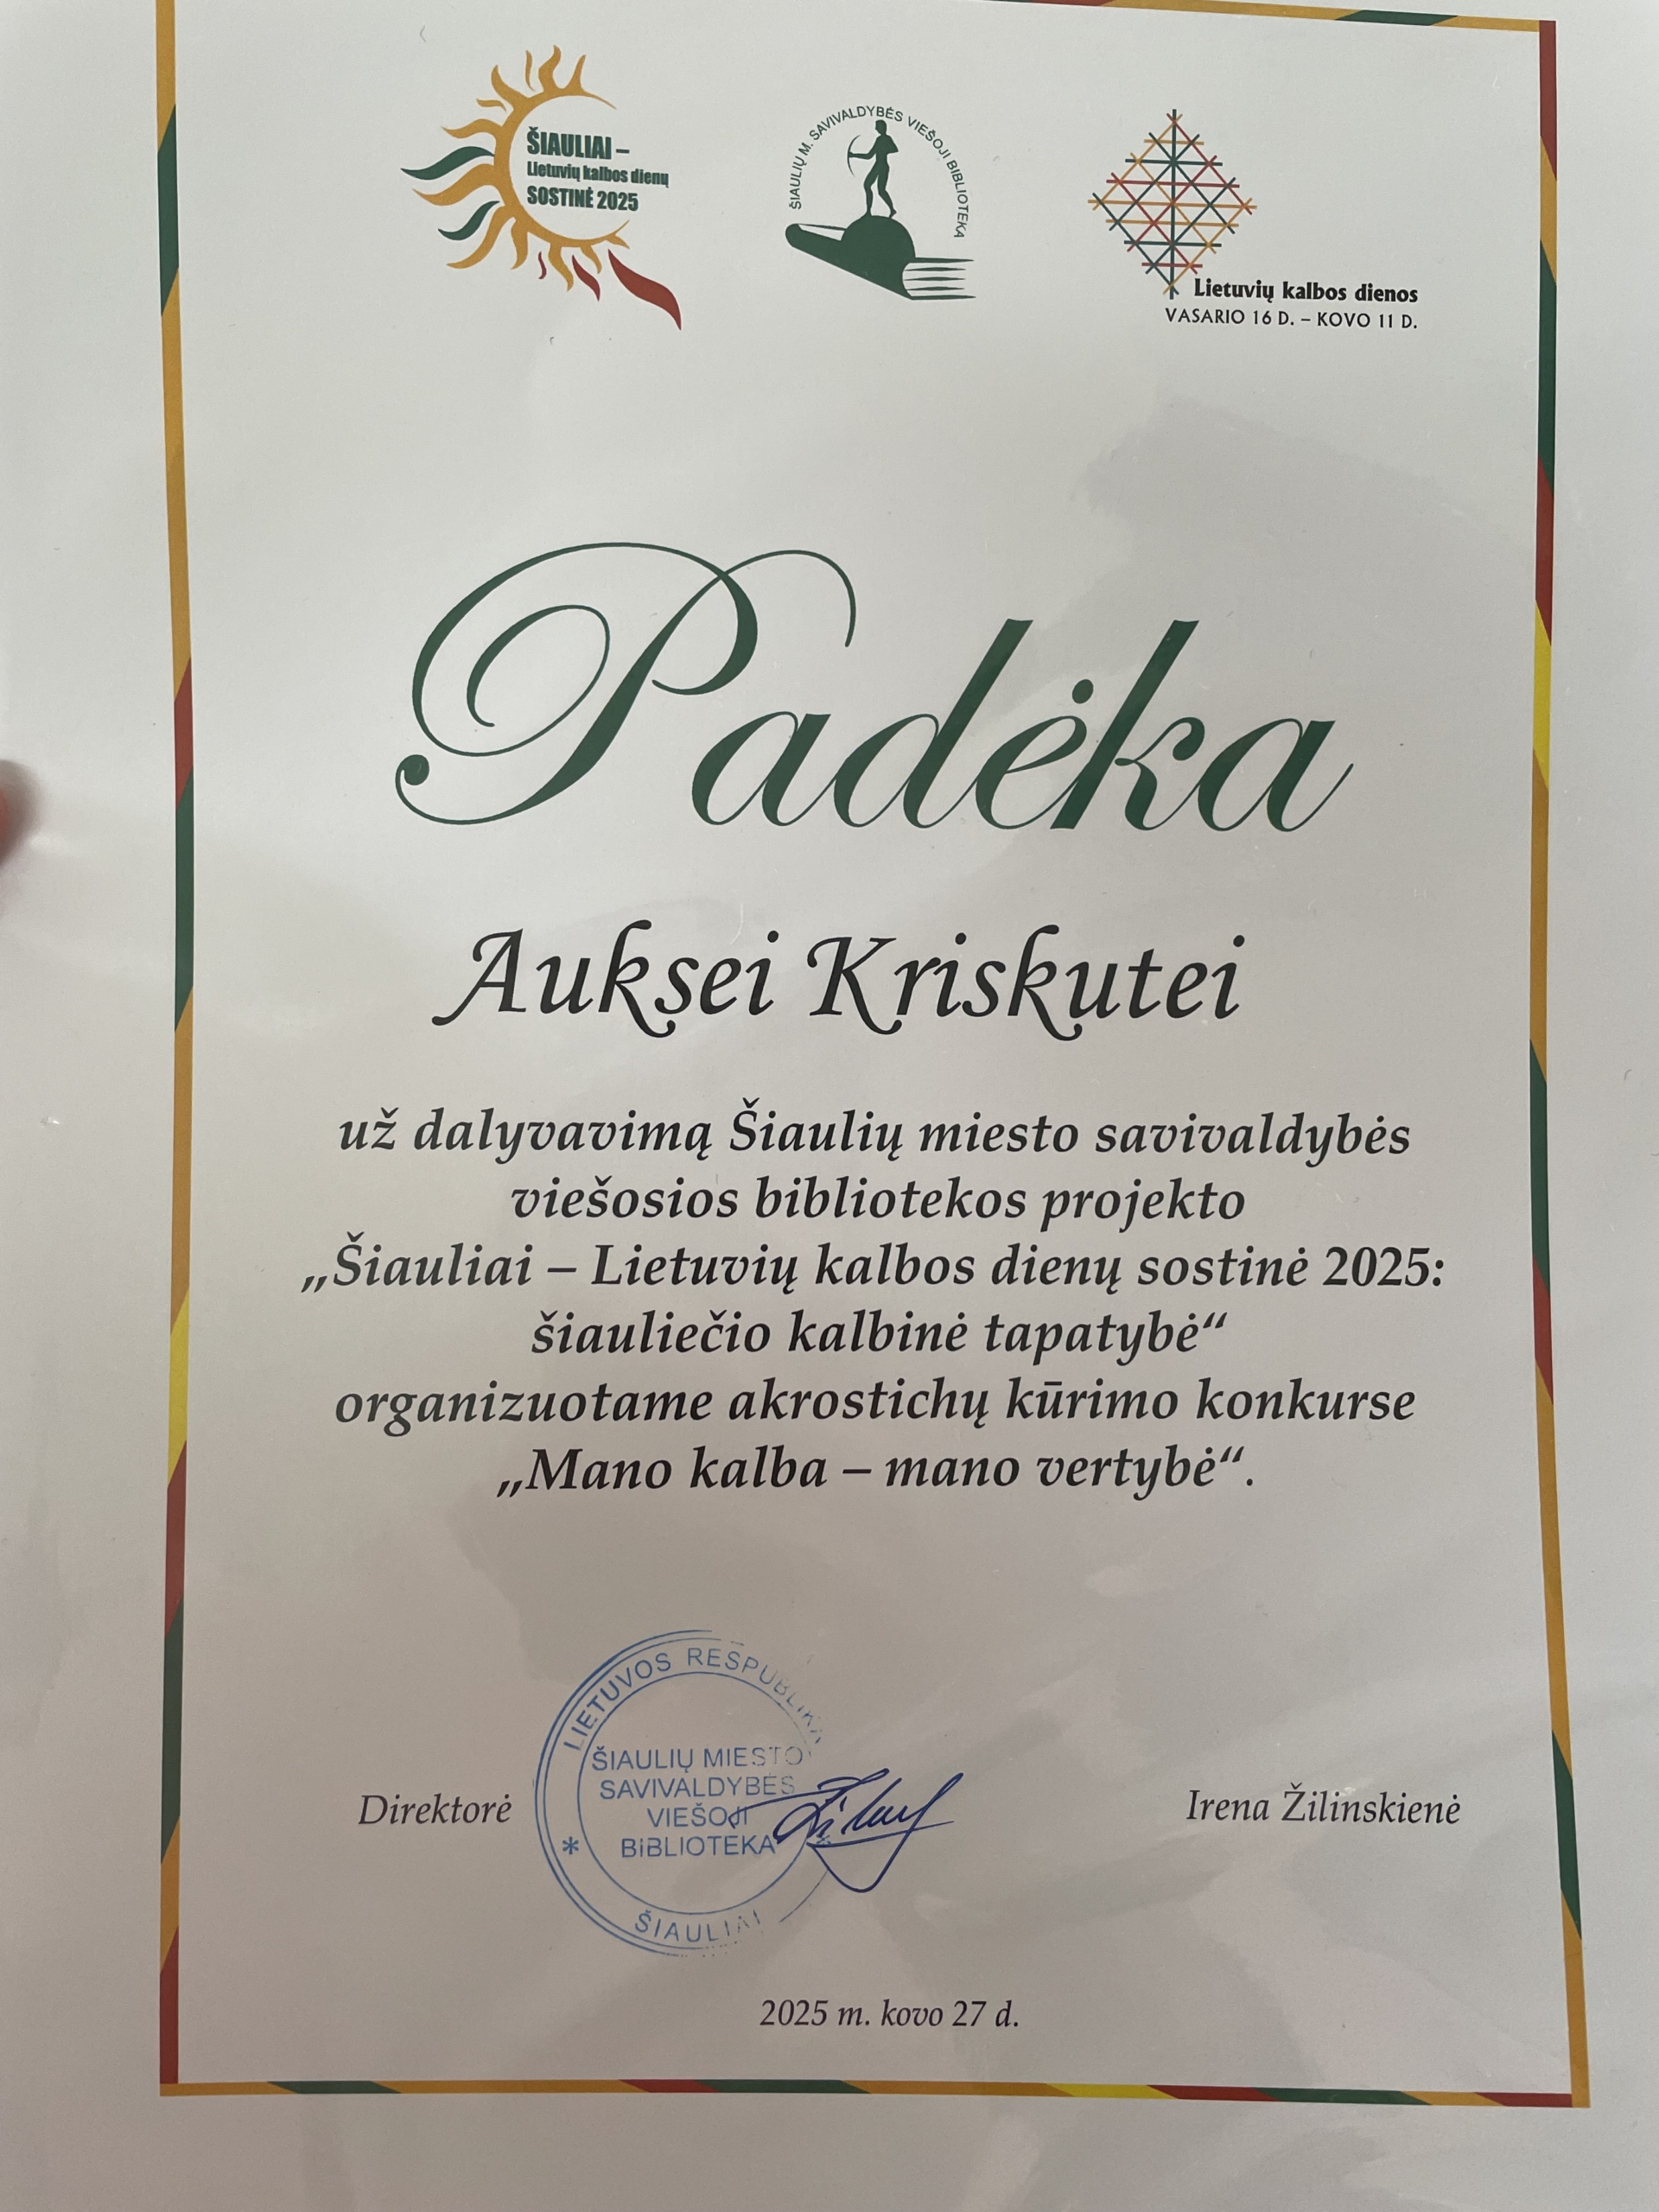 ŠIAULIAI –
Lietuvių kalbos dienų
SOSTINĖ 2025
ŠIAULIŲ M. SAVIVALDYBĖS VIEŠOJI BIBLIOTEKA
Lietuvių kalbos dienos
VASARIO 16 D. – KOVO 11 D.
Padėka
Auksei Kriskutei
už dalyvavimą Šiaulių miesto savivaldybės
viešosios bibliotekos projekto
„Šiauliai – Lietuvių kalbos dienų sostinė 2025:
šiauliečio kalbinė tapatybė“
organizuotame akrostichų kūrimo konkurse
„Mano kalba – mano vertybė“.
Direktorė
LIETUVOS RESPUBLIKA
ŠIAULIŲ MIESTO
SAVIVALDYBĖS
VIEŠOJI
BIBLIOTEKA
* ŠIAULIAI
Irena Žilinskienė
2025 m. kovo 27 d.